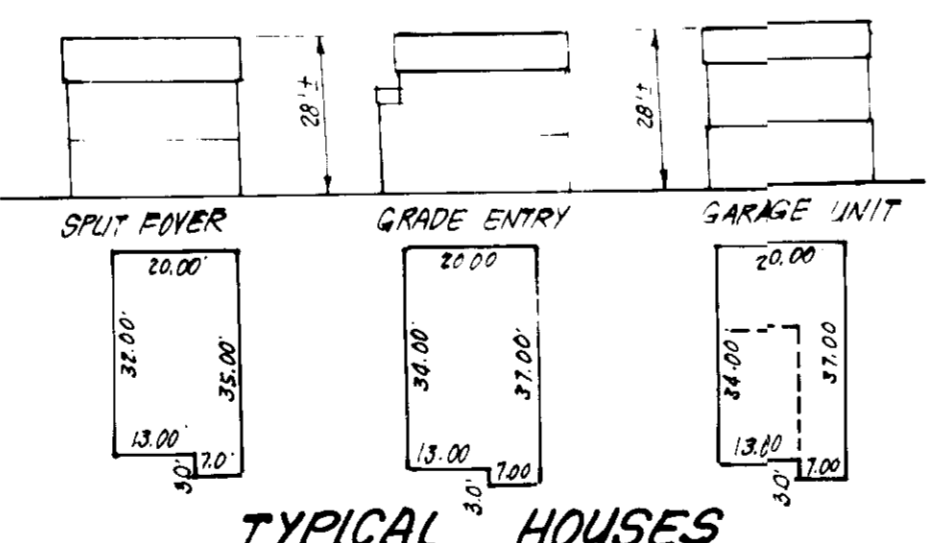 28'± 28'±
SPLIT FOYER GRADE ENTRY GARAGE UNIT
20.00' 20.00 20.00
32.00' 35.00' 34.00' 37.00' 34.00' 37.00
13.00' 7.0' 13.00 7.00 13.00 7.00
3.0' 3.0' 3.0'
TYPICAL HOUSES